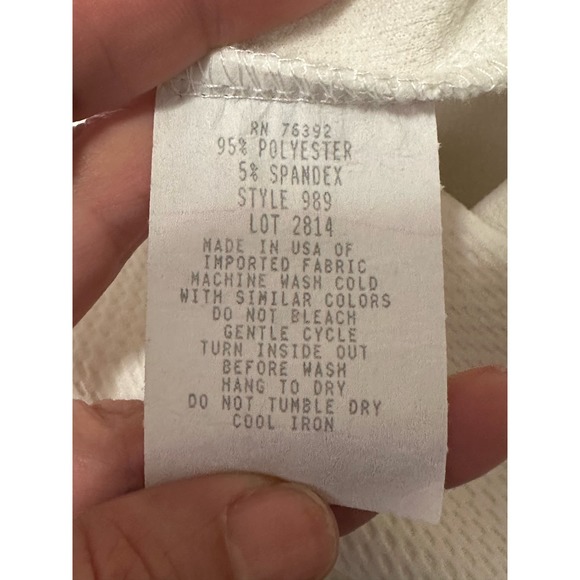 RN 76392
95% POLYESTER
5% SPANDEX
STYLE 989
LOT 2814
MADE IN USA OF
IMPORTED FABRIC
MACHINE WASH COLD
WITH SIMILAR COLORS
DO NOT BLEACH
GENTLE CYCLE
TURN INSIDE OUT
BEFORE WASH
HANG TO DRY
DO NOT TUMBLE DRY
COOL IRON